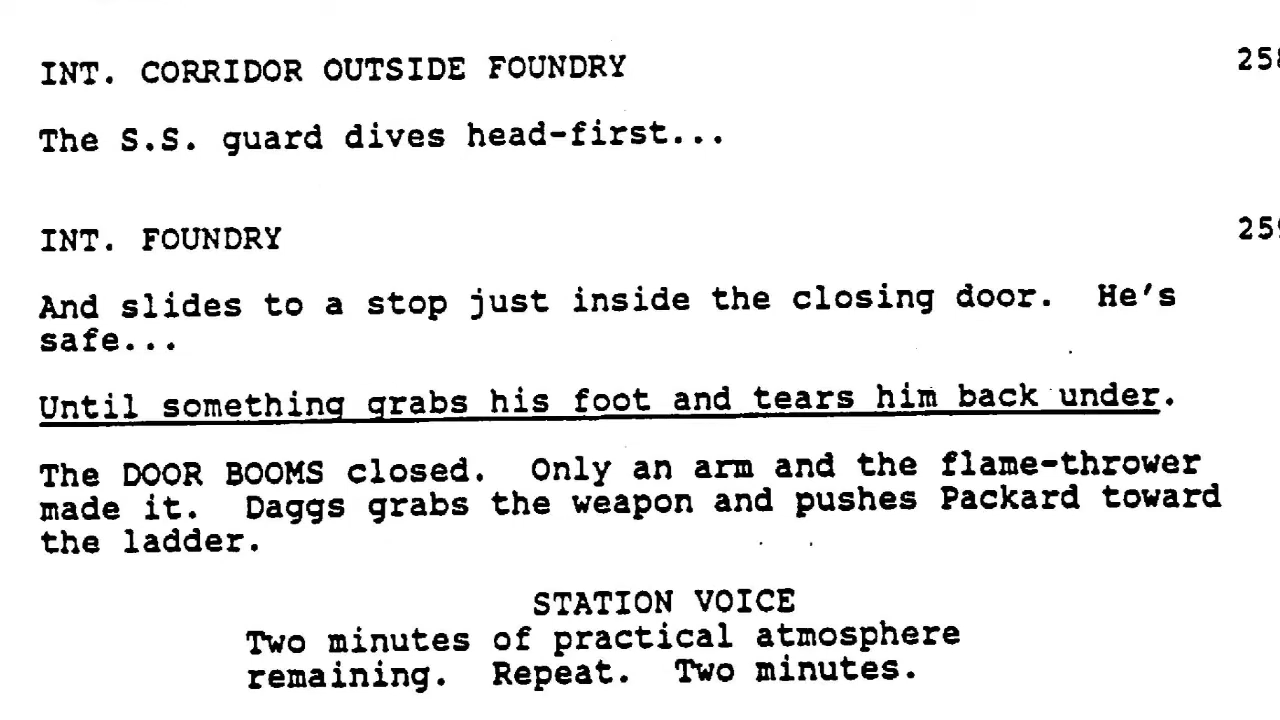 INT. CORRIDOR OUTSIDE FOUNDRY 258
The S.S. guard dives head-first...
INT. FOUNDRY 259
And slides to a stop just inside the closing door. He's
safe...
Until something grabs his foot and tears him back under.
The DOOR BOOMS closed. Only an arm and the flame-thrower
made it. Daggs grabs the weapon and pushes Packard toward
the ladder.
STATION VOICE
Two minutes of practical atmosphere
remaining. Repeat. Two minutes.